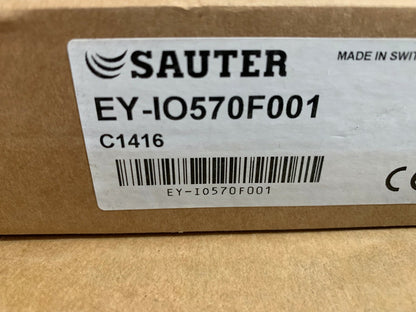 SAUTER
MADE IN SWIT
EY-IO570F001
C1416
EY-IO570F001
CE